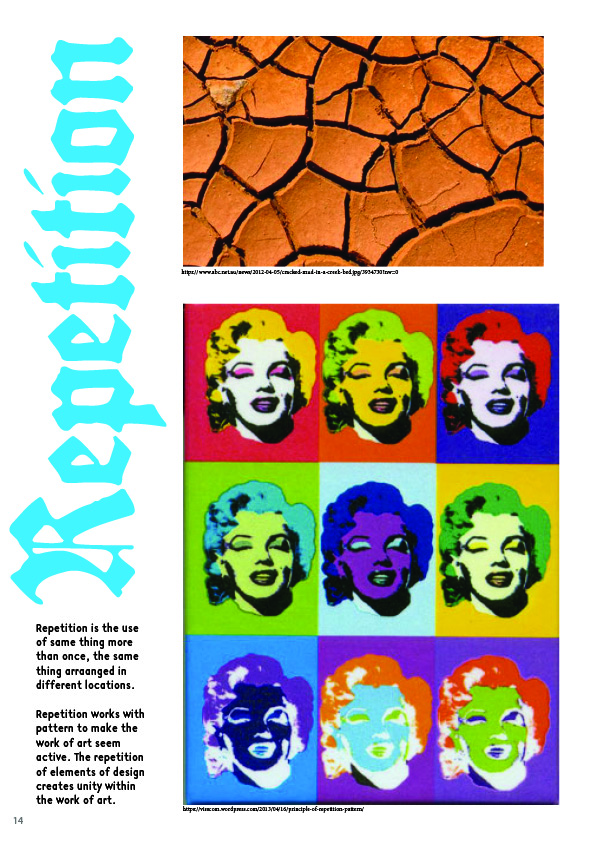 Repetition
https://www.abc.net.au/news/2012-04-05/cracked-mud-in-a-creek-bed.jpg/3934730?nw=0
https://viescom.wordpress.com/2013/04/16/principle-of-repetition-pattern/
Repetition is the use
of same thing more
than once, the same
thing arraanged in
different locations.
Repetition works with
pattern to make the
work of art seem
active. The repetition
of elements of design
creates unity within
the work of art.
14